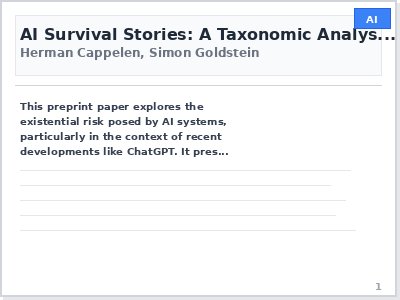 AI
AI Survival Stories: A Taxonomic Analys...
Herman Cappelen, Simon Goldstein
This preprint paper explores the
existential risk posed by AI systems,
particularly in the context of recent
developments like ChatGPT. It pres...
1